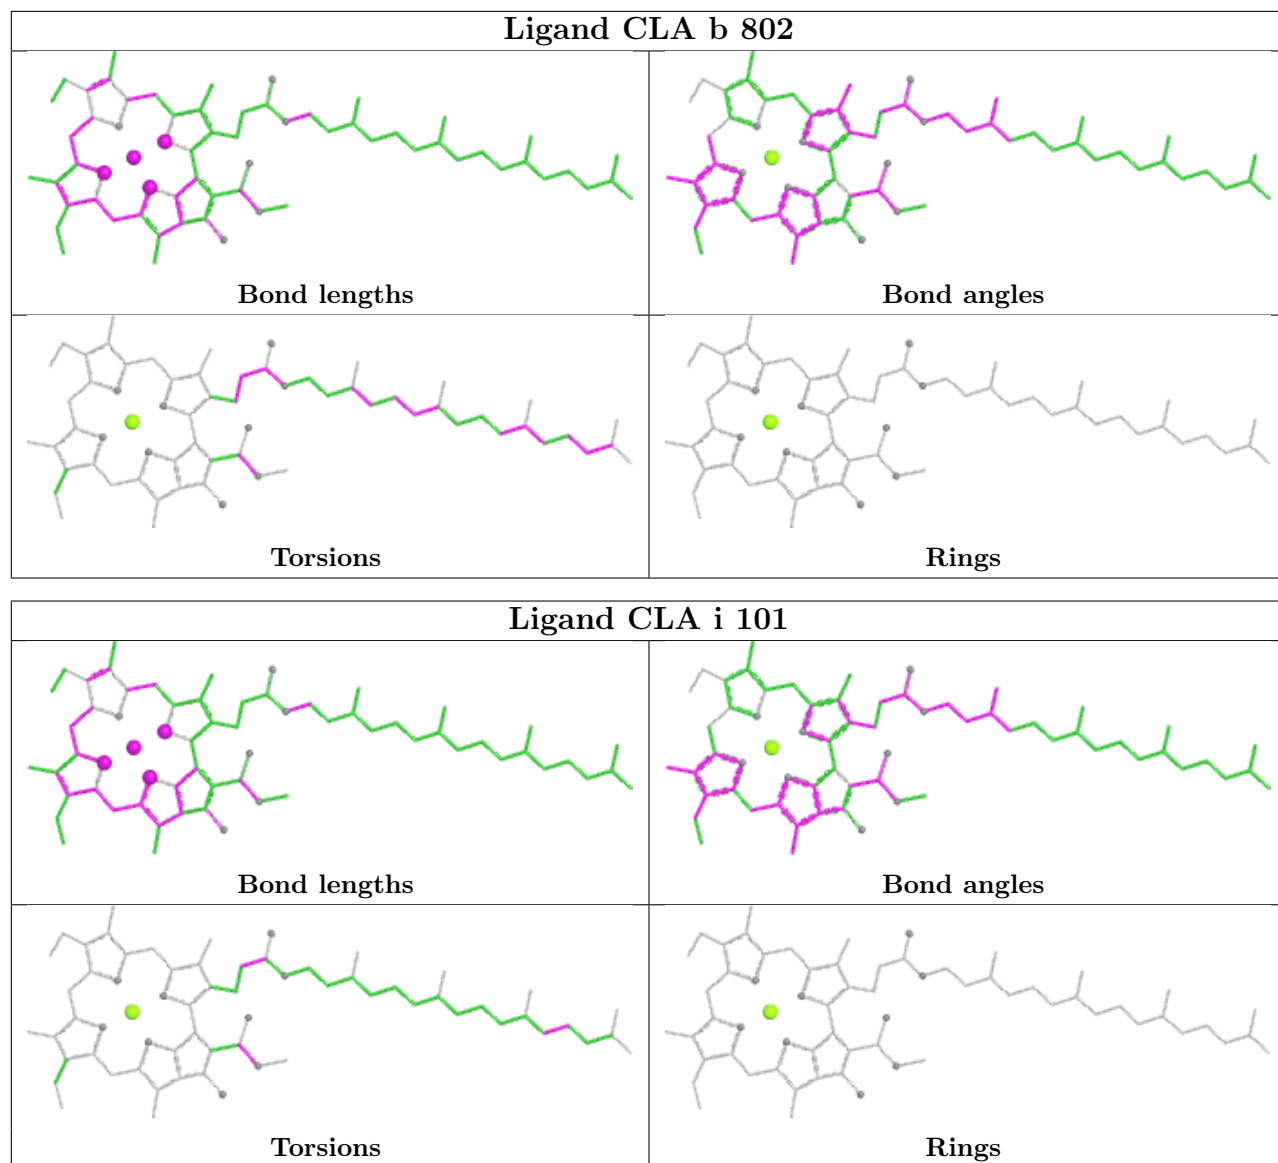 Ligand CLA b 802
Bond lengths
Bond angles
Torsions
Rings
Ligand CLA i 101
Bond lengths
Bond angles
Torsions
Rings